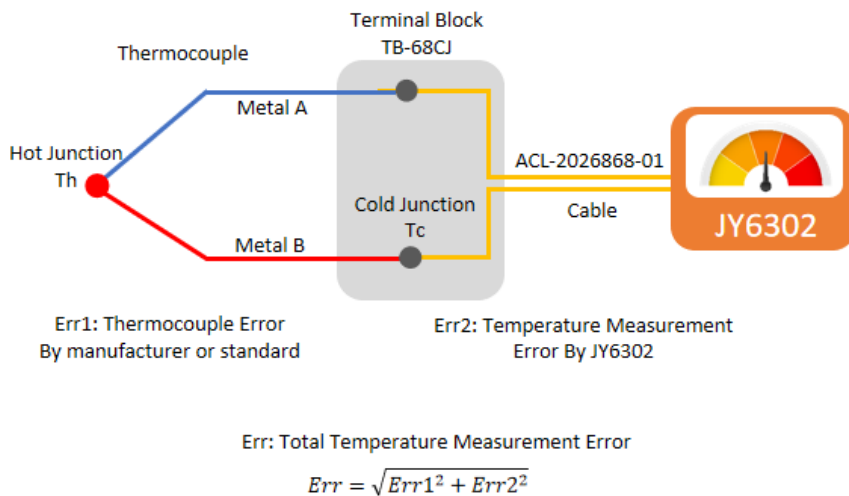 Terminal Block
TB-68CJ
Thermocouple
Metal A
Hot Junction
Th
ACL-2026868-01
Cold Junction
Tc
Cable
JY6302
Metal B
Err1: Thermocouple Error
By manufacturer or standard
Err2: Temperature Measurement
Error By JY6302
Err: Total Temperature Measurement Error
Err = √(Err1² + Err2²)